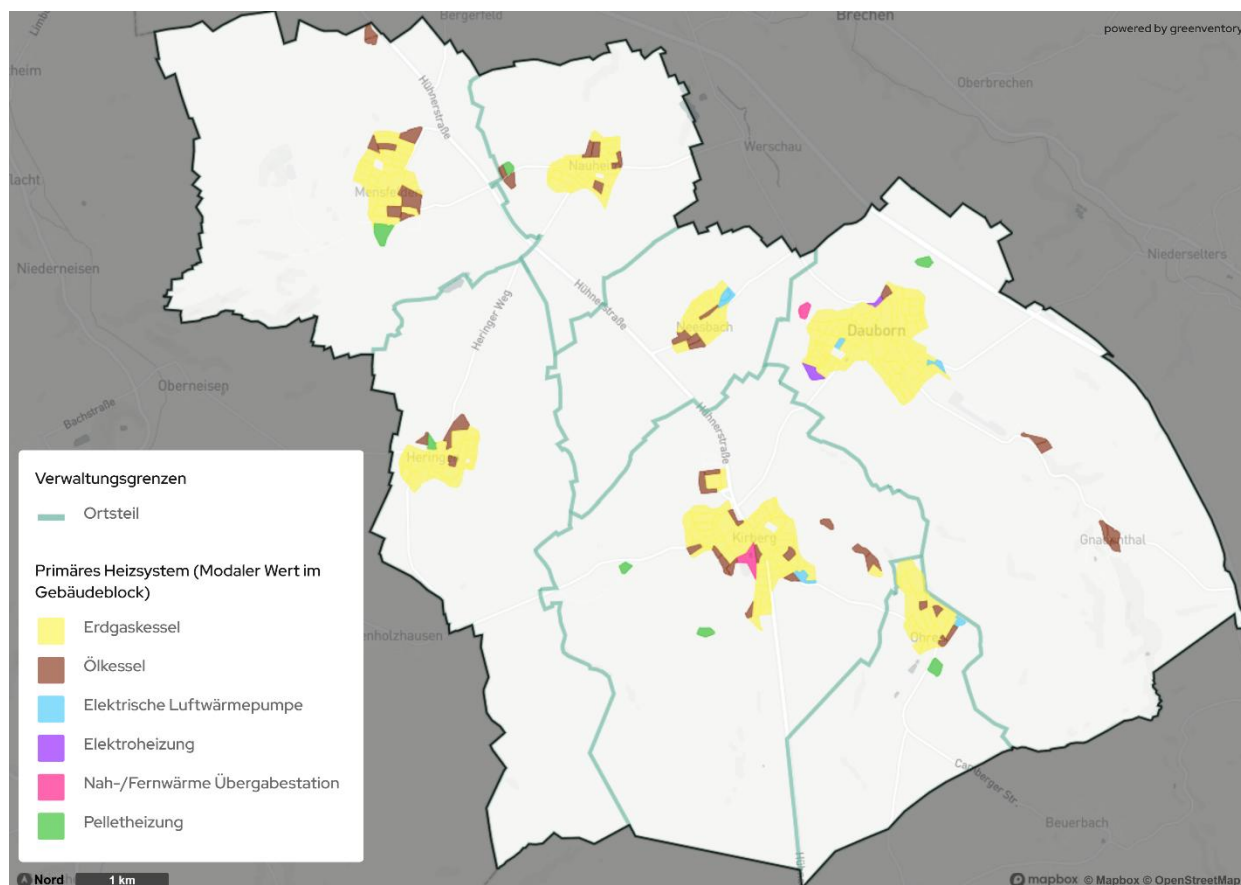 Bergerfeld
Brechen
powered by greenventory
Oberbrechen
Hühnerstraße
Werschau
Nauheim
Mensfelden
Niederselters
Niederneisen
Heringer Weg
Hühnerstraße
Neesbach
Dauborn
Oberneisen
Bachstraße
Hühnerstraße
Heringen
Verwaltungsgrenzen
Ortsteil
Kirberg
Gnadenthal
Primäres Heizsystem (Modaler Wert im
Gebäudeblock)
Erdgaskessel
enholzhausen
Ohren
Ölkessel
Elektrische Luftwärmepumpe
Elektroheizung
Nah-/Fernwärme Übergabestation
Camberger Str.
Pelletheizung
Beuerbach
Nord
1 km
mapbox © Mapbox © OpenStreetMap